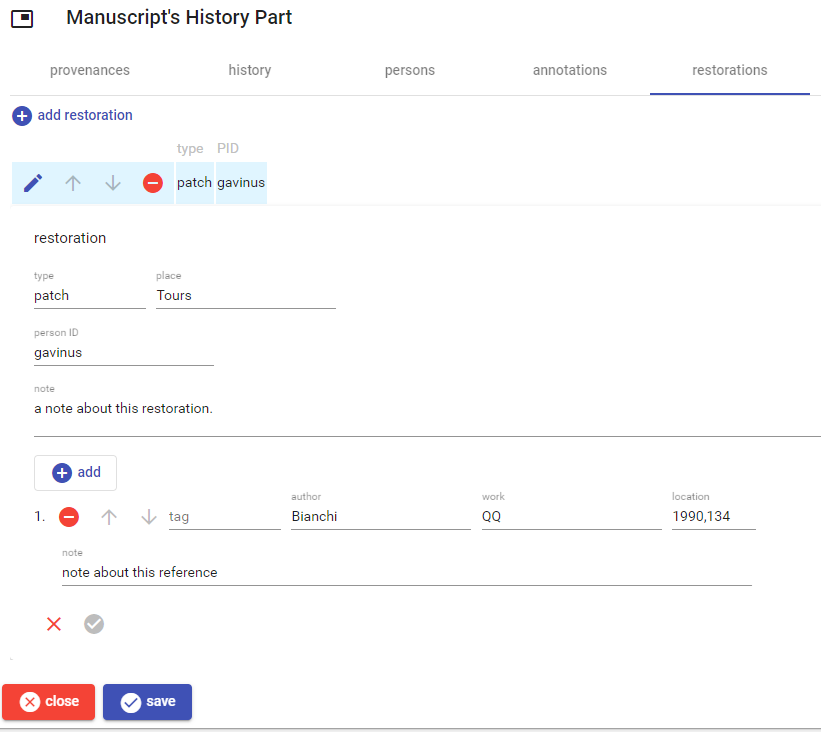 Manuscript's History Part
provenances history persons annotations restorations
add restoration
type PID
patch gavinus
restoration
type place
patch Tours
person ID
gavinus
note
a note about this restoration.
add
author work location
1. tag Bianchi QQ 1990,134
note
note about this reference
close save